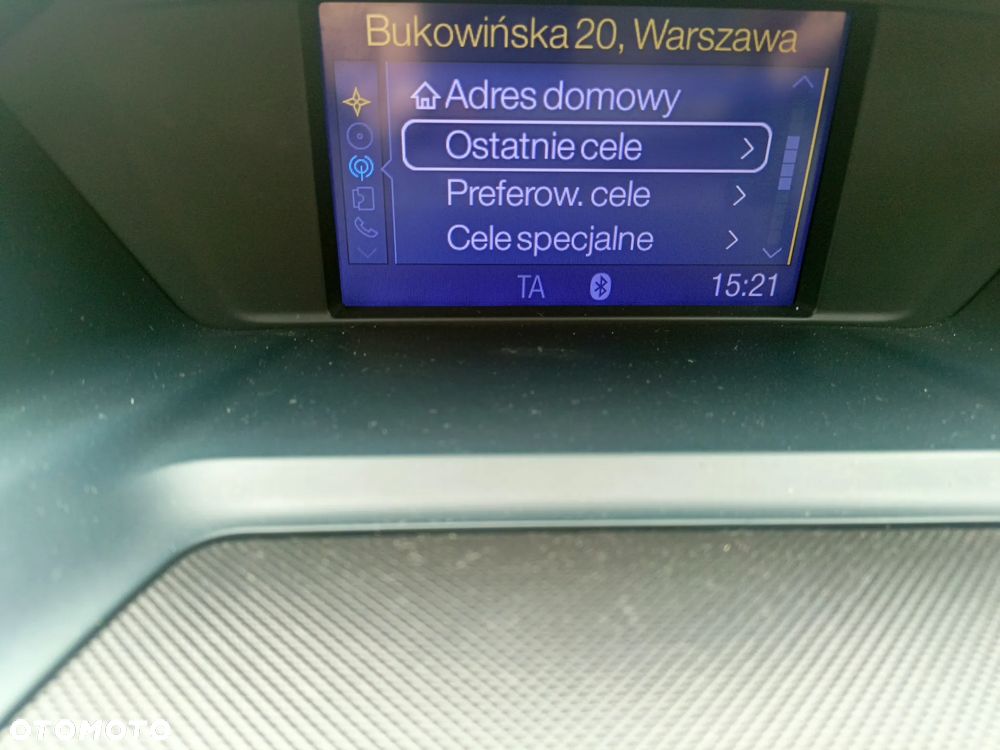 Bukowińska 20, Warszawa
Adres domowy
Ostatnie cele
Preferow. cele
Cele specjalne
TA 15:21
OTOMOTO